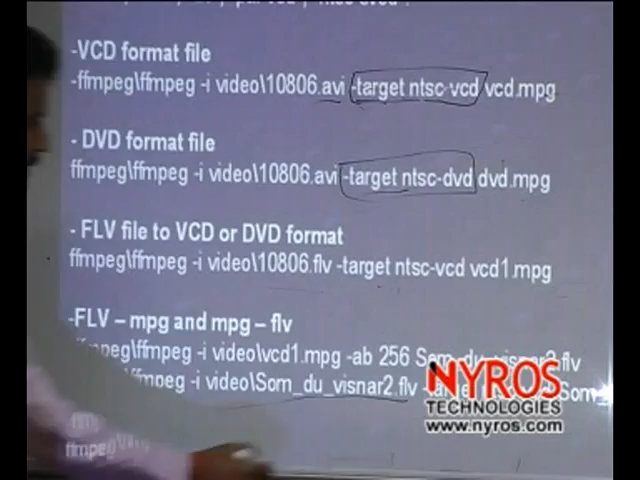 -VCD format file
-ffmpeg\ffmpeg -i video\10806.avi -target ntsc-vcd vcd.mpg
- DVD format file
ffmpeg\ffmpeg -i video\10806.avi -target ntsc-dvd dvd.mpg
- FLV file to VCD or DVD format
ffmpeg\ffmpeg -i video\10806.flv -target ntsc-vcd vcd1.mpg
-FLV – mpg and mpg – flv
ffmpeg\ffmpeg -i video\vcd1.mpg -ab 256 Som_du_visnar2.flv
ffmpeg -i video\Som_du_visnar2.flv
NYROS
TECHNOLOGIES
www.nyros.com